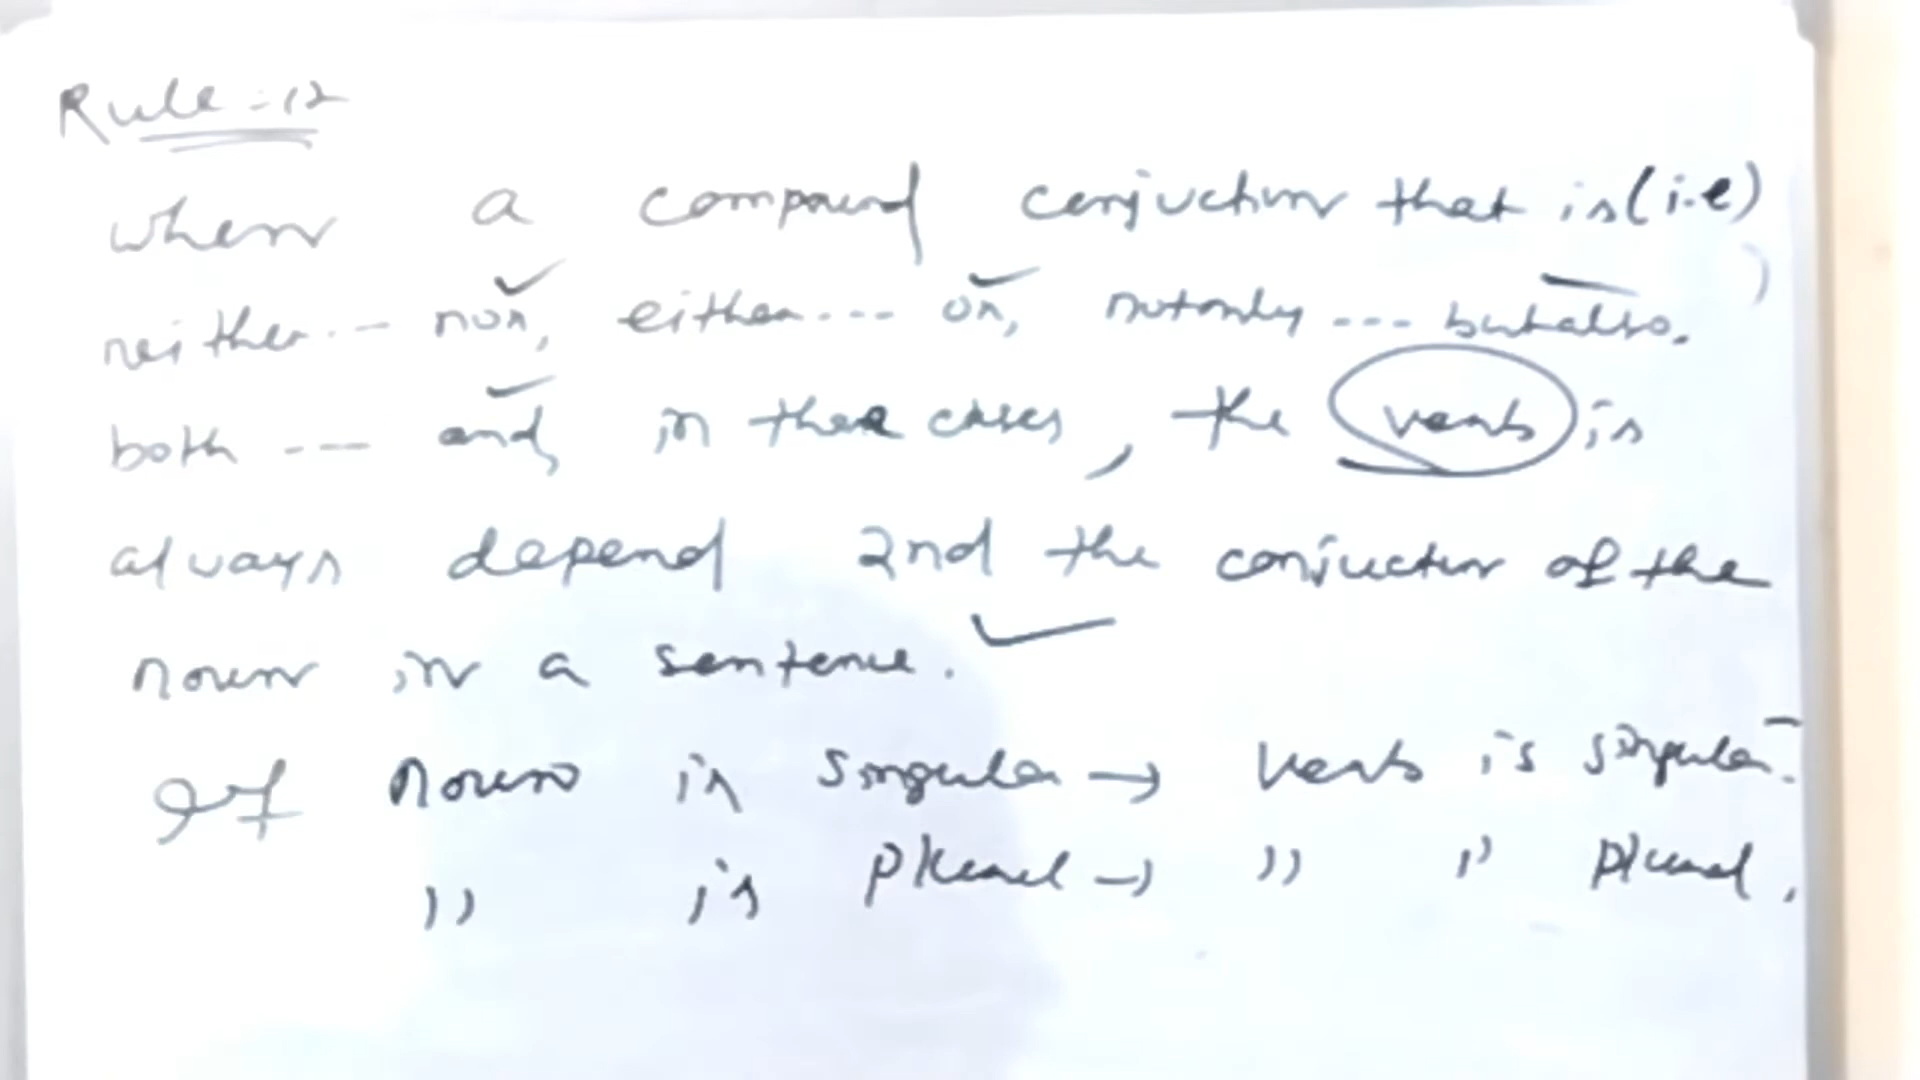 Rule-12
when a compound conjuction that is (i.e)
neither --- nor, either --- or, notonly --- butalso.
both --- and, in these cases, the verb is
always depend 2nd the conjuction of the
noun in a sentence.
If Noun is singular → verb is singular.
,, is plural → ,, ,, plural.